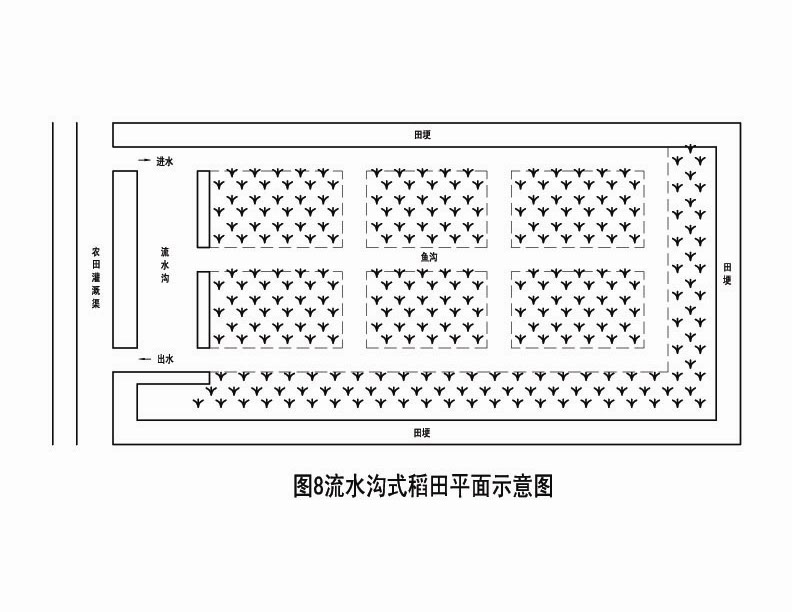 田埂
进水
农田灌溉渠
流水沟
鱼沟
田埂
出水
田埂
图8流水沟式稻田平面示意图